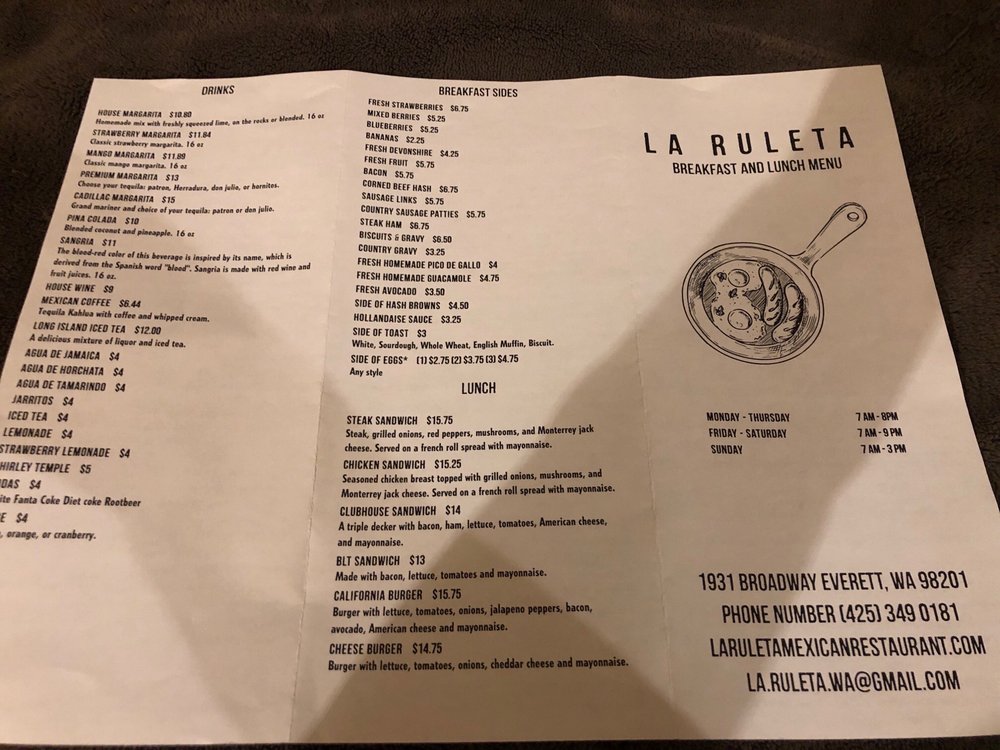 DRINKS
HOUSE MARGARITA $10.80
Homemade mix with freshly squeezed lime, on the rocks or blended. 16 oz
STRAWBERRY MARGARITA $11.84
Classic strawberry margarita. 16 oz
MANGO MARGARITA $11.89
Classic mango margarita. 16 oz
PREMIUM MARGARITA $13
Choose your tequila: patron, Herradura, don julio, or hornitos.
CADILLAC MARGARITA $15
Grand mariner and choice of your tequila: patron or don julio.
PINA COLADA $10
Blended coconut and pineapple. 16 oz
SANGRIA $11
The blood-red color of this beverage is inspired by its name, which is
derived from the Spanish word "blood". Sangria is made with red wine and
fruit juices. 16 oz.
HOUSE WINE $9
MEXICAN COFFEE $6.44
Tequila Kahlua with coffee and whipped cream.
LONG ISLAND ICED TEA $12.00
A delicious mixture of liquor and iced tea.
AGUA DE JAMAICA $4
AGUA DE HORCHATA $4
AGUA DE TAMARINDO $4
JARRITOS $4
ICED TEA $4
LEMONADE $4
STRAWBERRY LEMONADE $4
HIRLEY TEMPLE $5
DAS $4
ite Fanta Coke Diet coke Rootbeer
E $4
, orange, or cranberry.
BREAKFAST SIDES
FRESH STRAWBERRIES $6.75
MIXED BERRIES $5.25
BLUEBERRIES $5.25
BANANAS $2.25
FRESH DEVONSHIRE $4.25
FRESH FRUIT $5.75
BACON $5.75
CORNED BEEF HASH $6.75
SAUSAGE LINKS $5.75
COUNTRY SAUSAGE PATTIES $5.75
STEAK HAM $6.75
BISCUITS & GRAVY $6.50
COUNTRY GRAVY $3.25
FRESH HOMEMADE PICO DE GALLO $4
FRESH HOMEMADE GUACAMOLE $4.75
FRESH AVOCADO $3.50
SIDE OF HASH BROWNS $4.50
HOLLANDAISE SAUCE $3.25
SIDE OF TOAST $3
White, Sourdough, Whole Wheat, English Muffin, Biscuit.
SIDE OF EGGS* (1) $2.75 (2) $3.75 (3) $4.75
Any style
LUNCH
STEAK SANDWICH $15.75
Steak, grilled onions, red peppers, mushrooms, and Monterrey jack
cheese. Served on a french roll spread with mayonnaise.
CHICKEN SANDWICH $15.25
Seasoned chicken breast topped with grilled onions, mushrooms, and
Monterrey jack cheese. Served on a french roll spread with mayonnaise.
CLUBHOUSE SANDWICH $14
A triple decker with bacon, ham, lettuce, tomatoes, American cheese,
and mayonnaise.
BLT SANDWICH $13
Made with bacon, lettuce, tomatoes and mayonnaise.
CALIFORNIA BURGER $15.75
Burger with lettuce, tomatoes, onions, jalapeno peppers, bacon,
avocado, American cheese and mayonnaise.
CHEESE BURGER $14.75
Burger with lettuce, tomatoes, onions, cheddar cheese and mayonnaise.
LA RULETA
BREAKFAST AND LUNCH MENU
MONDAY - THURSDAY 7 AM - 8PM
FRIDAY - SATURDAY 7 AM - 9 PM
SUNDAY 7 AM - 3 PM
1931 BROADWAY EVERETT, WA 98201
PHONE NUMBER (425) 349 0181
LARULETAMEXICANRESTAURANT.COM
LA.RULETA.WA@GMAIL.COM